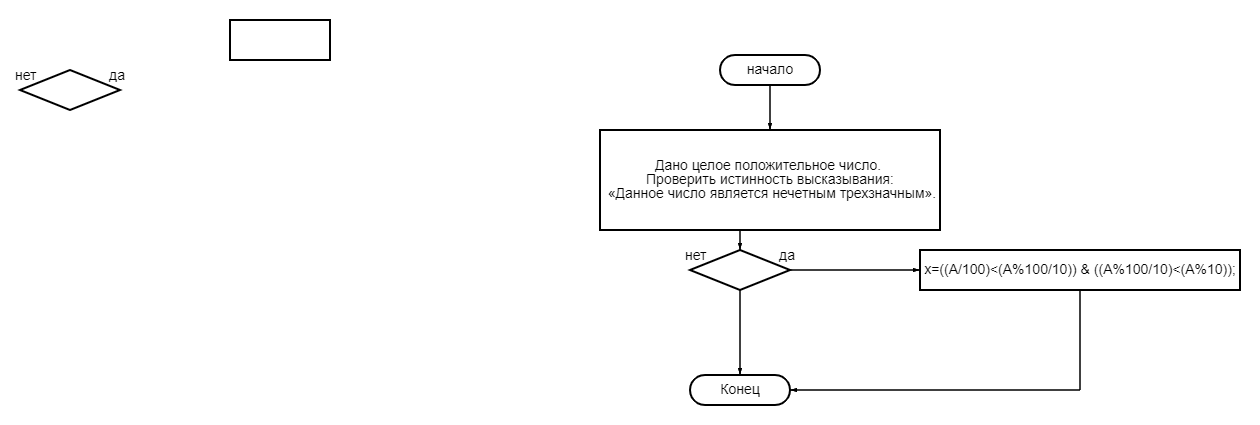 нет да
начало
Дано целое положительное число.
Проверить истинность высказывания:
«Данное число является нечетным трехзначным».
нет да
x=((A/100)<(A%100/10)) & ((A%100/10)<(A%10));
Конец